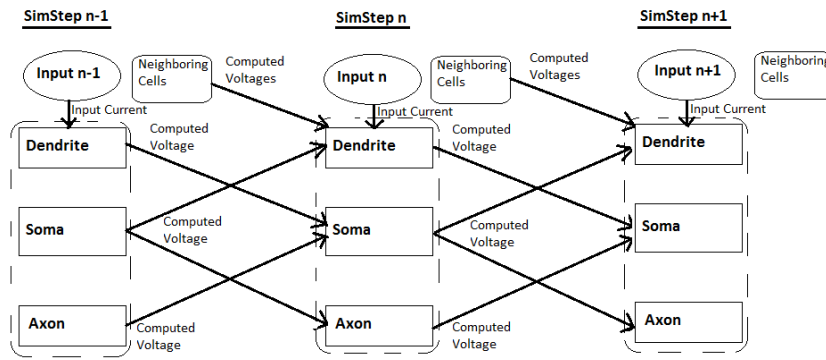 SimStep n-1
SimStep n
SimStep n+1
Input n-1
Neighboring
Cells
Computed
Voltages
Input n
Neighboring
Cells
Computed
Voltages
Input n+1
Neighboring
Cells
Input Current
Input Current
Input Current
Dendrite
Computed
Voltage
Dendrite
Computed
Voltage
Dendrite
Soma
Computed
Voltage
Soma
Computed
Voltage
Soma
Axon
Computed
Voltage
Axon
Computed
Voltage
Axon